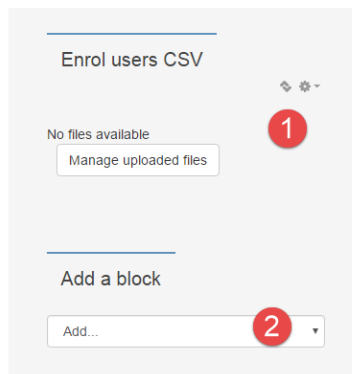 Enrol users CSV
1
No files available
Manage uploaded files
Add a block
Add...
2